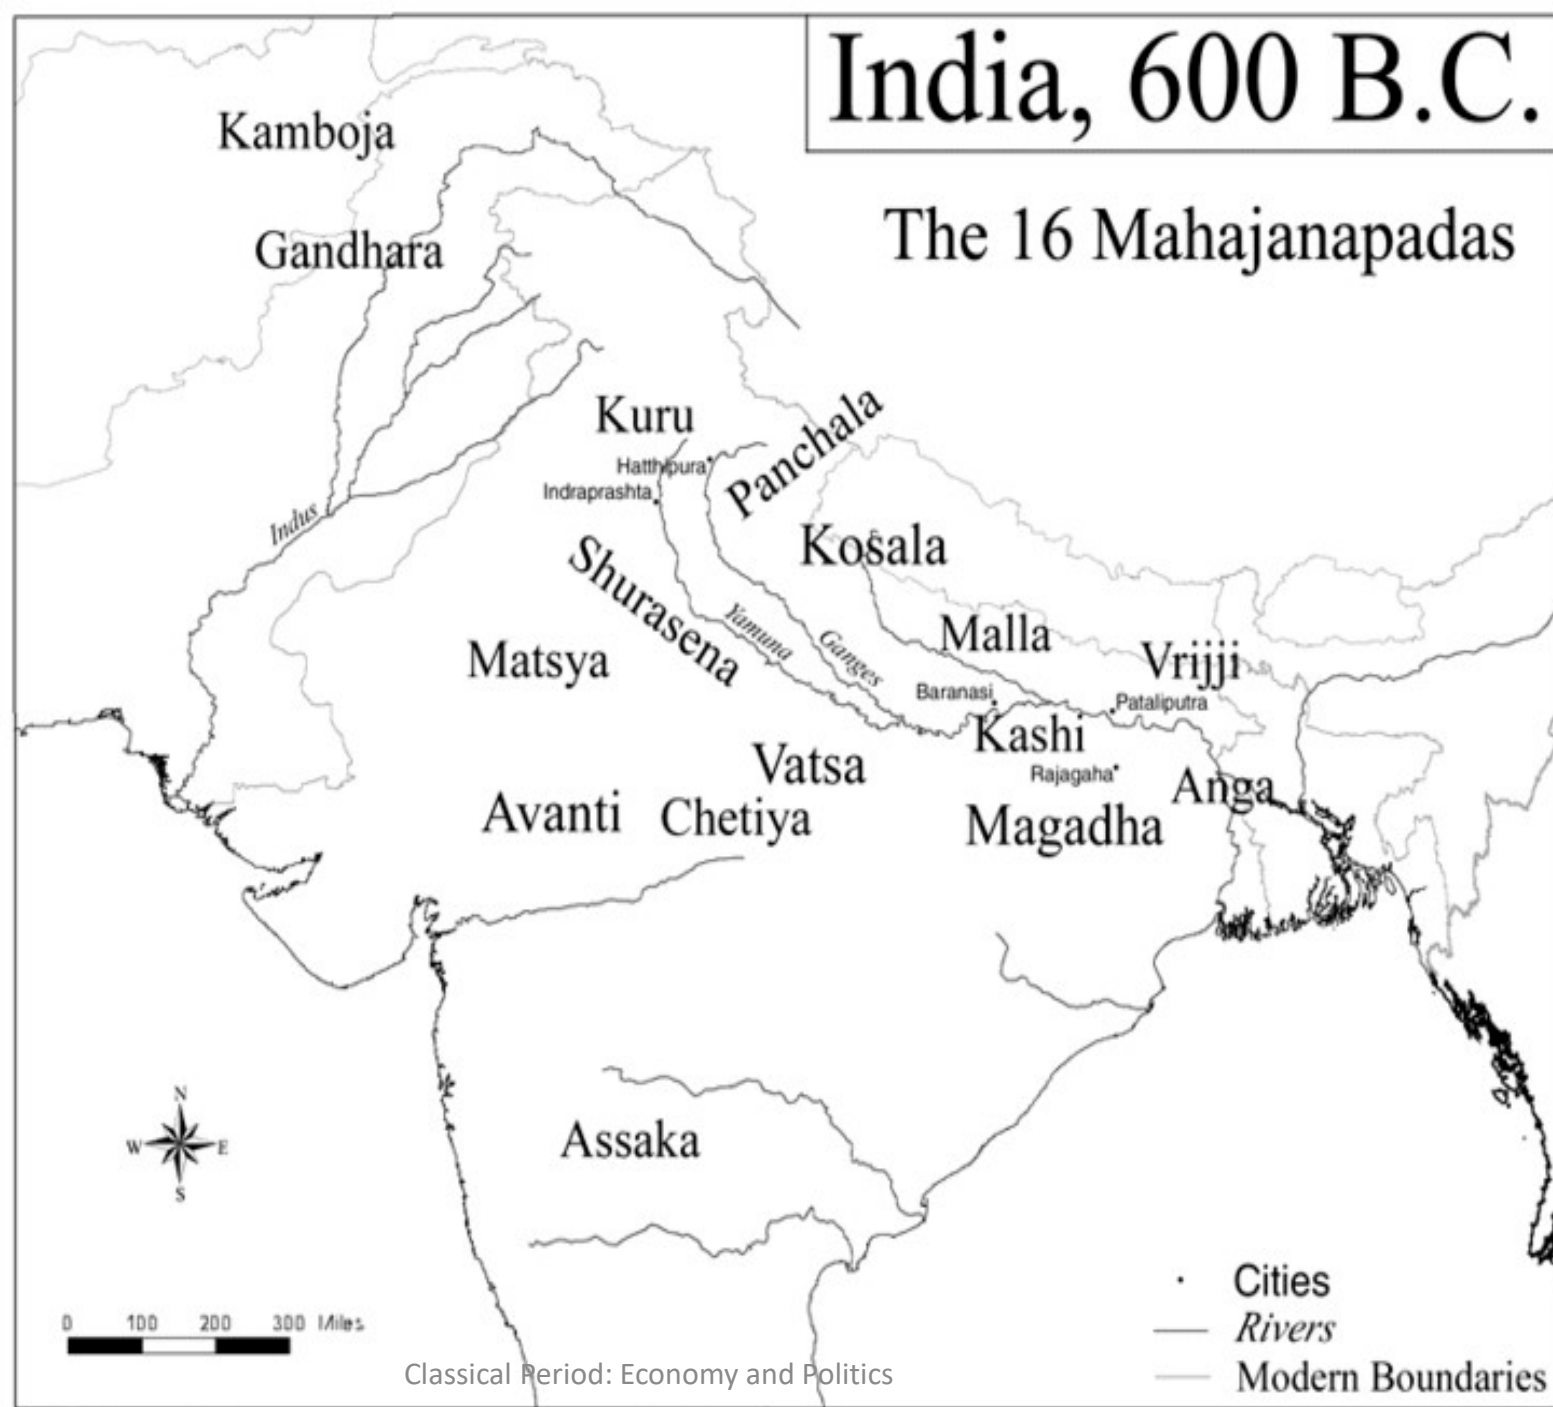 India, 600 B.C.
The 16 Mahajanapadas
Kamboja
Gandhara
Kuru
Hatthipura
Panchala
Indraprashta
Indus
Kosala
Shurasena
Yamuna
Ganges
Malla
Vrijji
Matsya
Baranasi
Pataliputra
Kashi
Vatsa
Rajagaha
Anga
Avanti
Chetiya
Magadha
Assaka
N
W
E
S
Cities
Rivers
Modern Boundaries
0 100 200 300 Miles
Classical Period: Economy and Politics